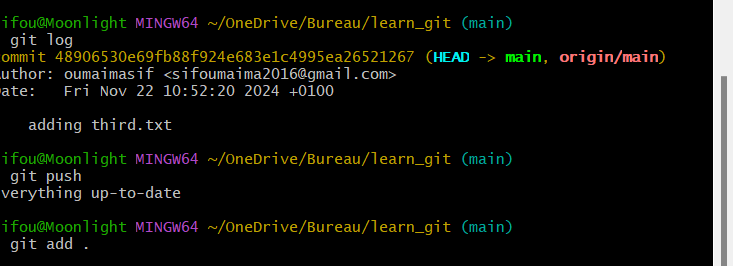 ifou@Moonlight MINGW64 ~/OneDrive/Bureau/learn_git (main)
git log
ommit 48906530e69fb88f924e683e1c4995ea26521267 (HEAD -> main, origin/main)
Author: oumaimasif <sifoumaima2016@gmail.com>
Date:   Fri Nov 22 10:52:20 2024 +0100
adding third.txt
ifou@Moonlight MINGW64 ~/OneDrive/Bureau/learn_git (main)
git push
verything up-to-date
ifou@Moonlight MINGW64 ~/OneDrive/Bureau/learn_git (main)
git add .